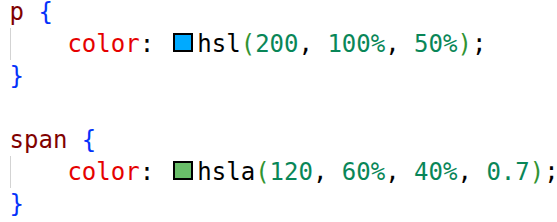 p {
    color: hsl(200, 100%, 50%);
}

span {
    color: hsla(120, 60%, 40%, 0.7);
}